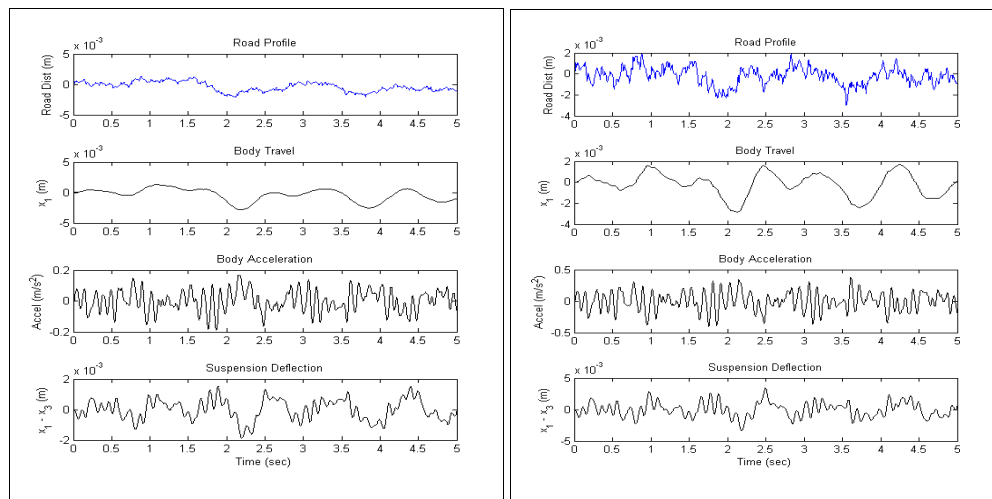 Road Profile
x 10⁻³
Road Dist (m)
5
0
-5
0 0.5 1 1.5 2 2.5 3 3.5 4 4.5 5
Body Travel
x 10⁻³
x₁ (m)
5
0
-5
0 0.5 1 1.5 2 2.5 3 3.5 4 4.5 5
Body Acceleration
Accel (m/s²)
0.2
0
-0.2
0 0.5 1 1.5 2 2.5 3 3.5 4 4.5 5
Suspension Deflection
x 10⁻³
x₁ - x₃ (m)
2
0
-2
0 0.5 1 1.5 2 2.5 3 3.5 4 4.5 5
Time (sec)
Road Profile
x 10⁻³
Road Dist (m)
2
0
-2
-4
0 0.5 1 1.5 2 2.5 3 3.5 4 4.5 5
Body Travel
x 10⁻³
x₁ (m)
2
0
-2
-4
0 0.5 1 1.5 2 2.5 3 3.5 4 4.5 5
Body Acceleration
Accel (m/s²)
0.5
0
-0.5
0 0.5 1 1.5 2 2.5 3 3.5 4 4.5 5
Suspension Deflection
x 10⁻³
x₁ - x₃ (m)
5
0
-5
0 0.5 1 1.5 2 2.5 3 3.5 4 4.5 5
Time (sec)